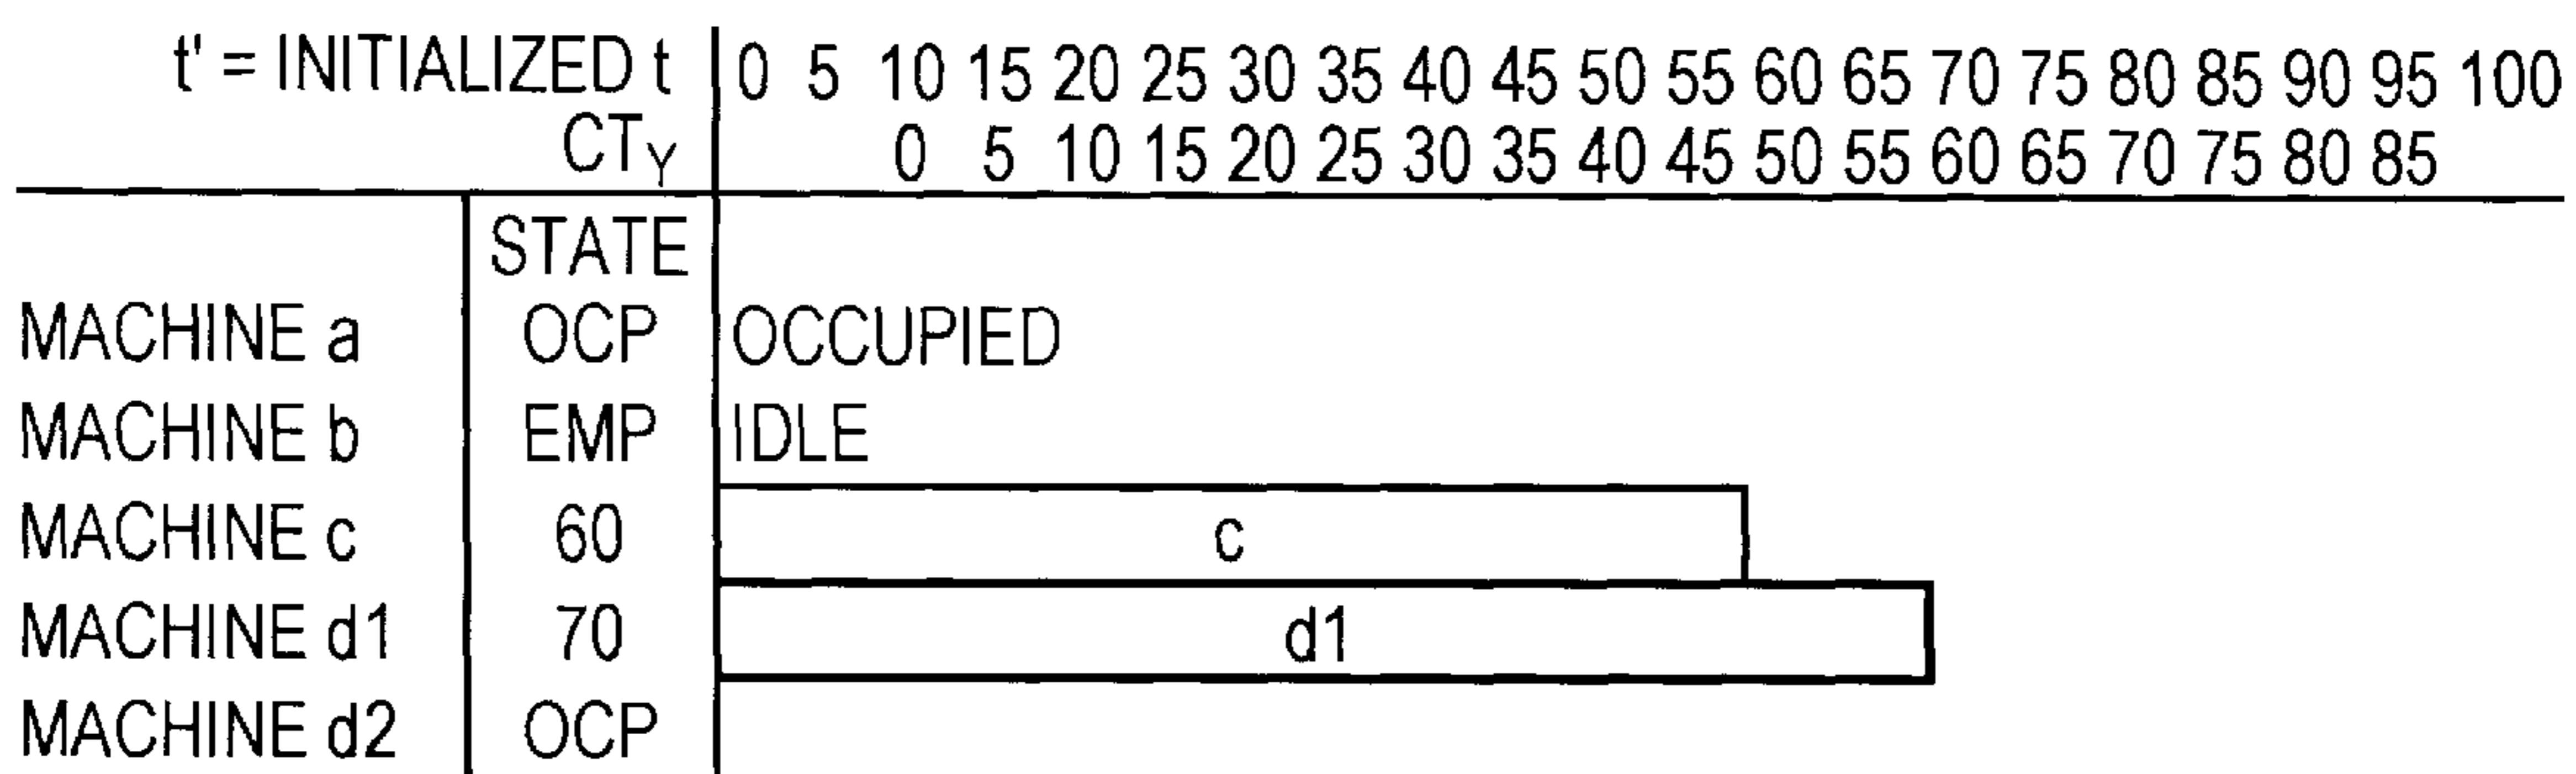 t' = INITIALIZED t 0 5 10 15 20 25 30 35 40 45 50 55 60 65 70 75 80 85 90 95 100
CTY 0 5 10 15 20 25 30 35 40 45 50 55 60 65 70 75 80 85
STATE
MACHINE a OCP OCCUPIED
MACHINE b EMP IDLE
MACHINE c 60 c
MACHINE d1 70 d1
MACHINE d2 OCP